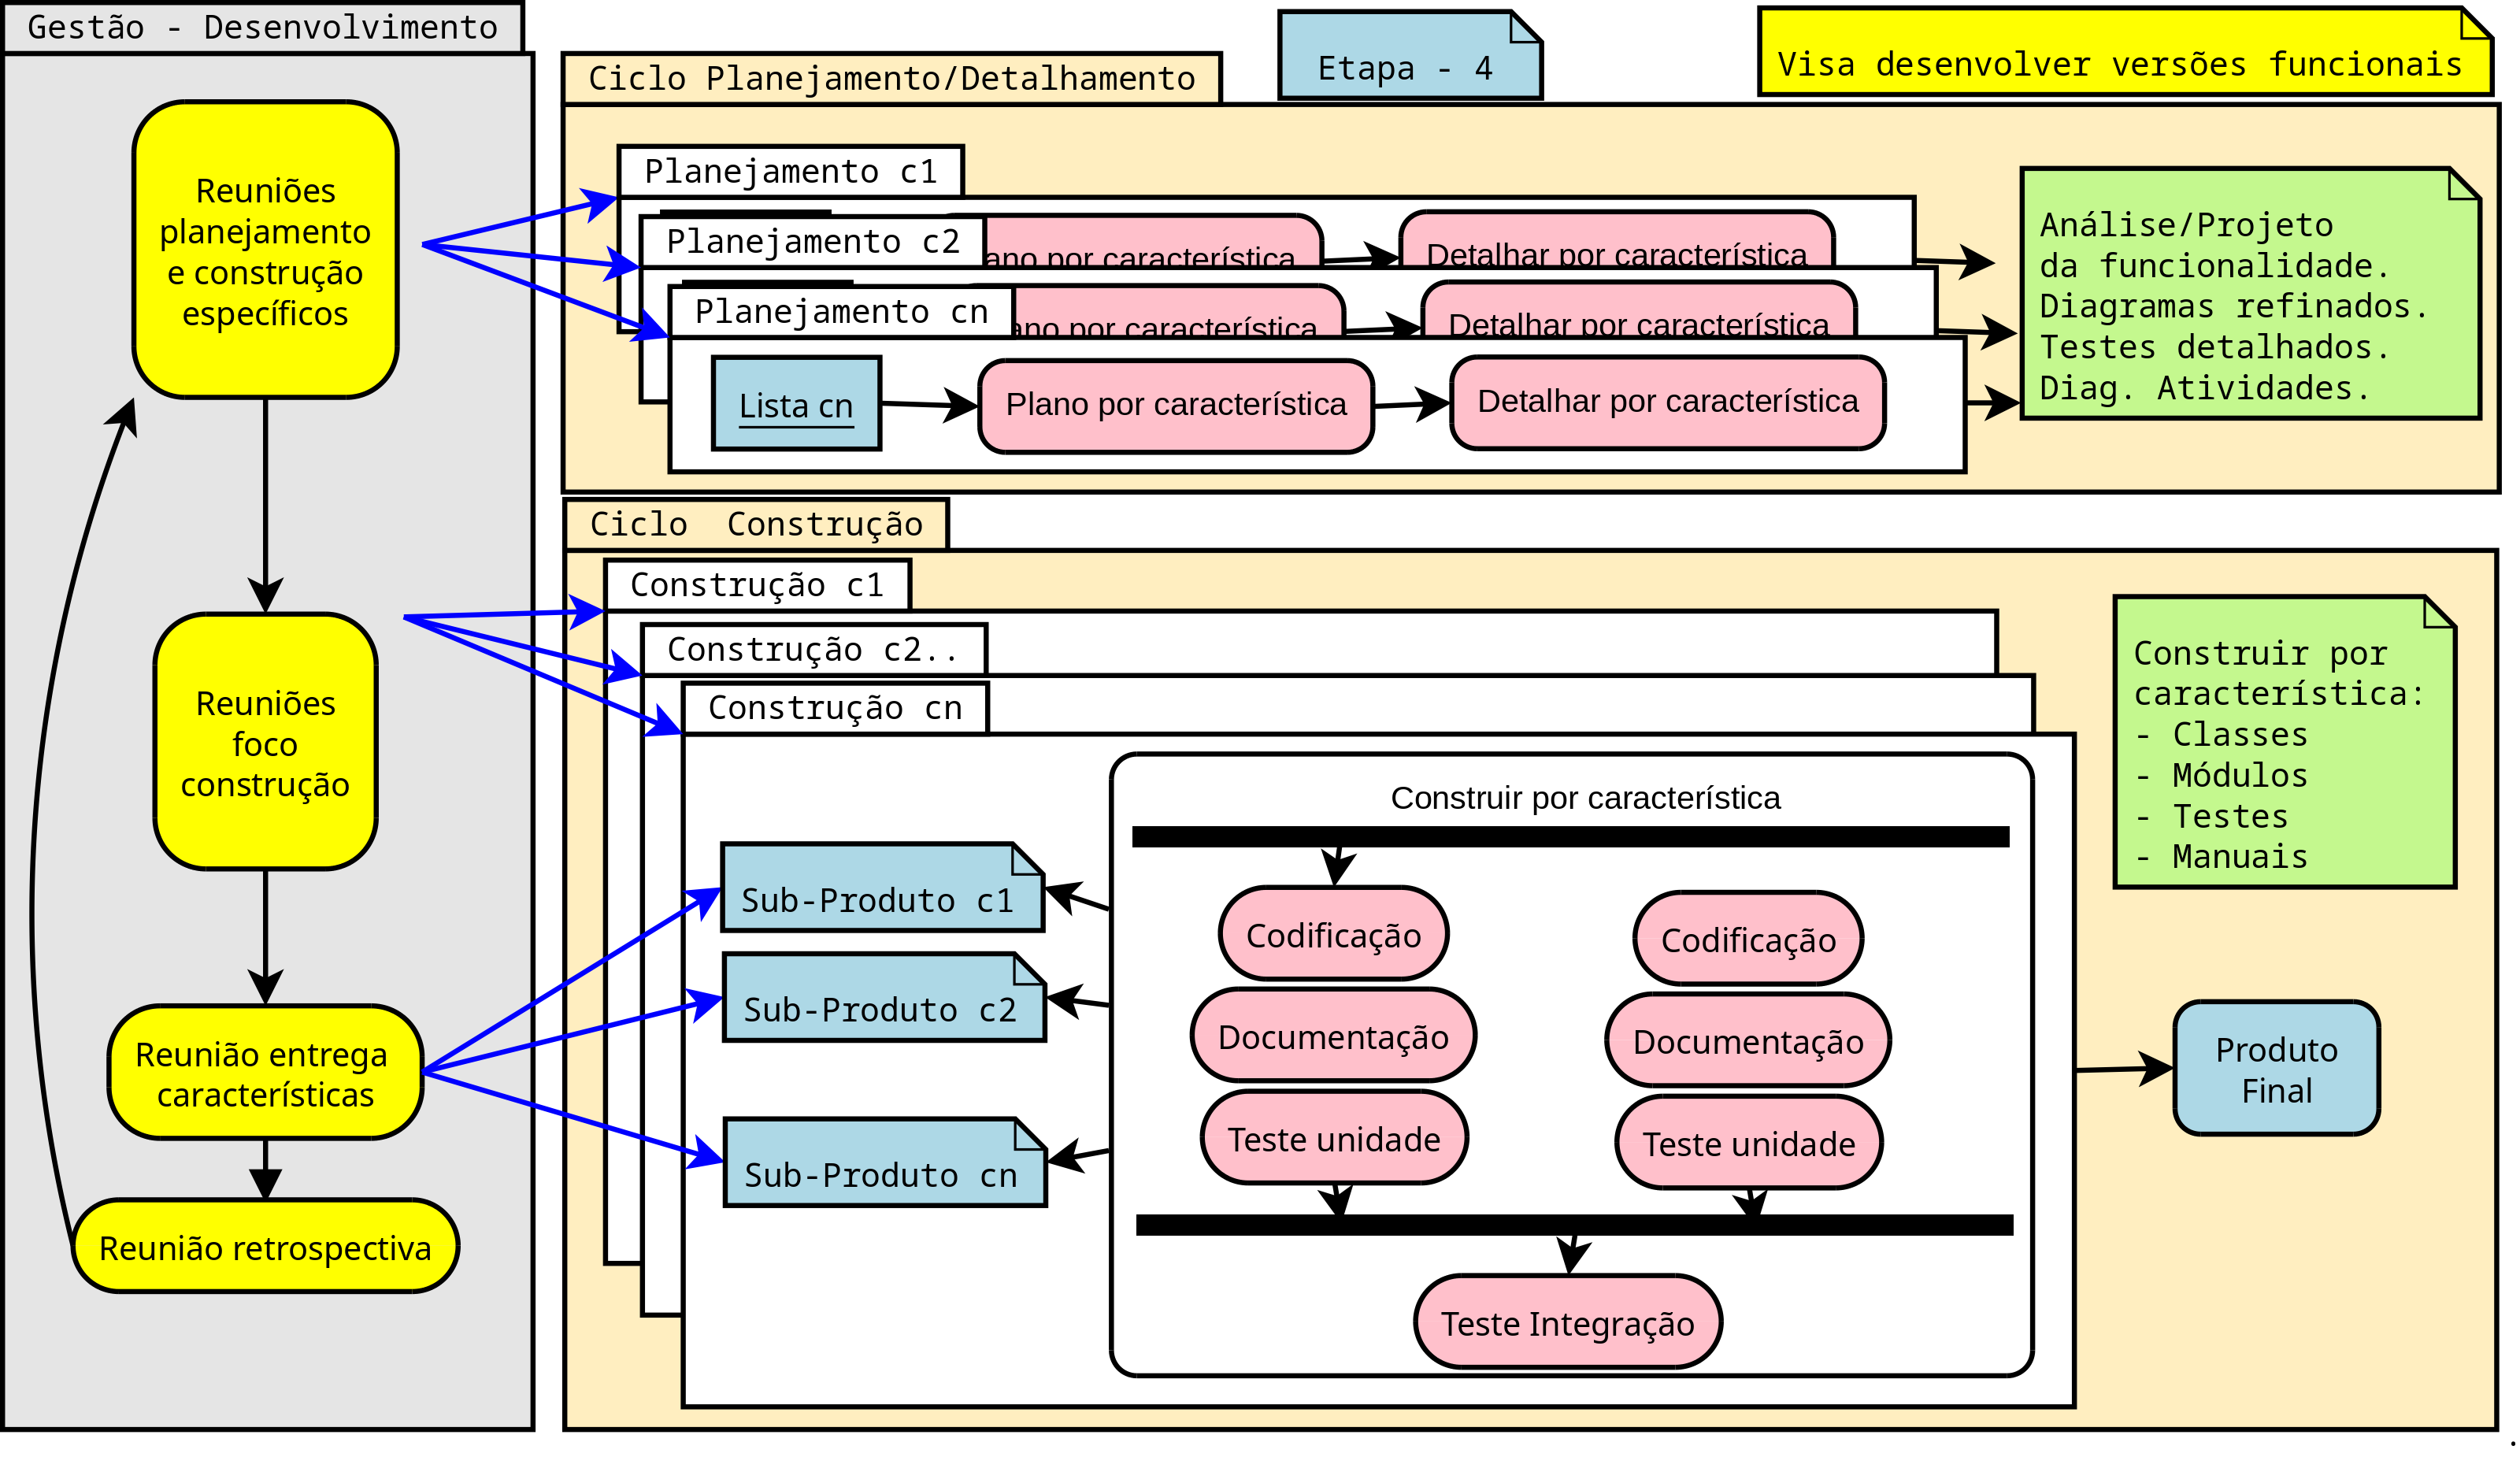 Gestão - Desenvolvimento
Reuniões
planejamento
e construção
específicos
Reuniões
foco
construção
Reunião entrega
características
Reunião retrospectiva
Ciclo Planejamento/Detalhamento
Etapa - 4
Visa desenvolver versões funcionais
Planejamento c1
ano por característica
Detalhar por característica
Planejamento c2
ano por característica
Detalhar por característica
Planejamento cn
Lista cn
Plano por característica
Detalhar por característica
Análise/Projeto
da funcionalidade.
Diagramas refinados.
Testes detalhados.
Diag. Atividades.
Ciclo  Construção
Construção c1
Construção c2..
Construção cn
Sub-Produto c1
Sub-Produto c2
Sub-Produto cn
Construir por característica
Codificação
Documentação
Teste unidade
Codificação
Documentação
Teste unidade
Teste Integração
Construir por
característica:
- Classes
- Módulos
- Testes
- Manuais
Produto
Final
.